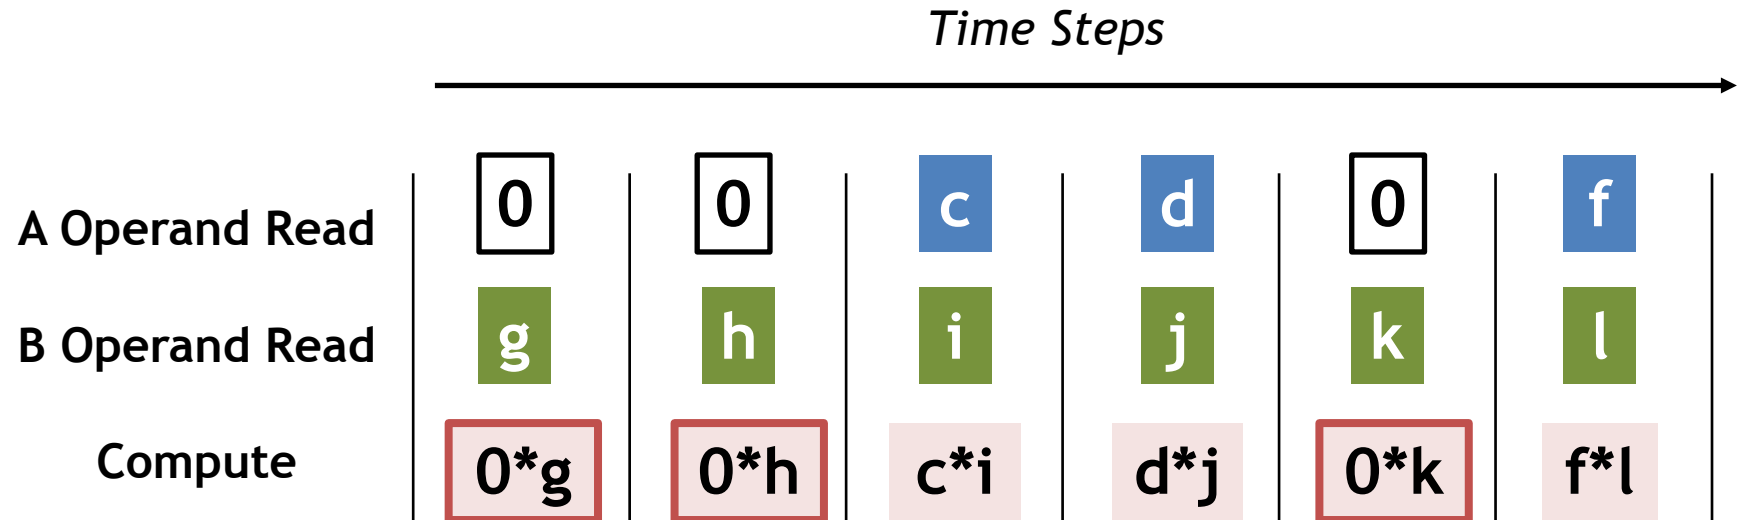 Time Steps
A Operand Read 0 0 c d 0 f
B Operand Read g h i j k l
Compute 0*g 0*h c*i d*j 0*k f*l